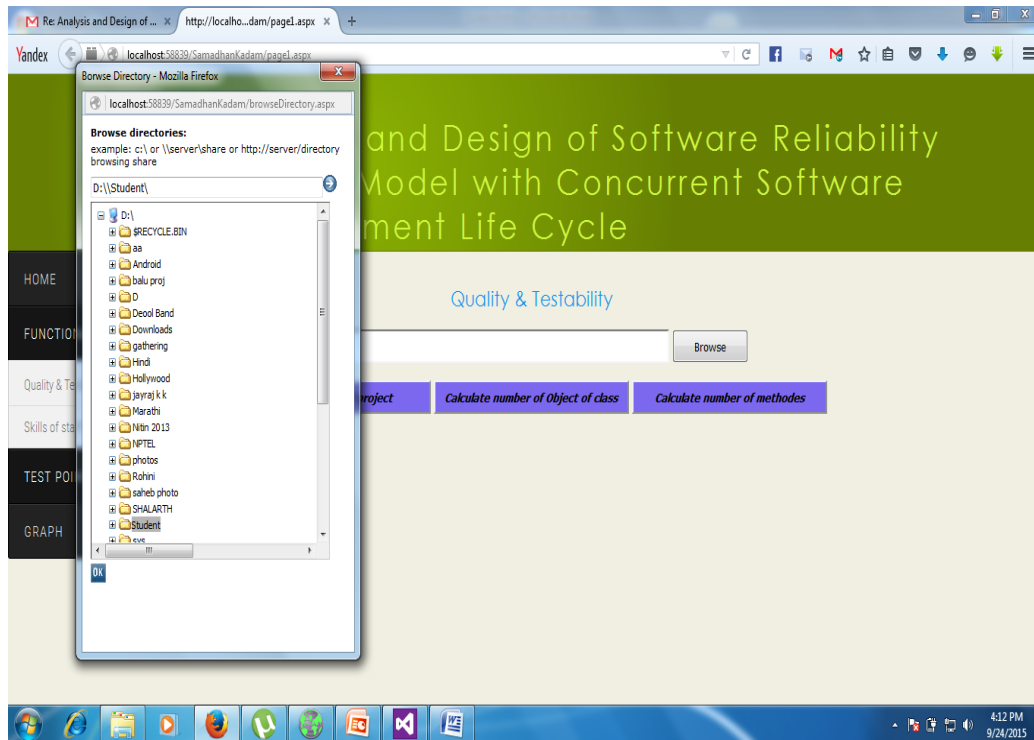 Re: Analysis and Design of ... ×
http://localho...dam/page1.aspx × +
Yandex
localhost:58839/SamadhanKadam/page1.aspx
Borwse Directory - Mozilla Firefox
localhost:58839/SamadhanKadam/browseDirectory.aspx
Browse directories:
example: c:\ or \\server\share or http://server/directory
browsing share
D:\\Student\
D:\
$RECYCLE.BIN
aa
Android
balu proj
D
Deool Band
Downloads
gathering
Hindi
Hollywood
jayraj k k
Marathi
Nitin 2013
NPTEL
photos
Rohini
saheb photo
SHALARTH
Student
sys
OK
and Design of Software Reliability
Model with Concurrent Software
ment Life Cycle
HOME
FUNCTION
Quality & Te
Skills of sta
TEST POI
GRAPH
Quality & Testability
Browse
project
Calculate number of Object of class
Calculate number of methodes
4:12 PM
9/24/2015